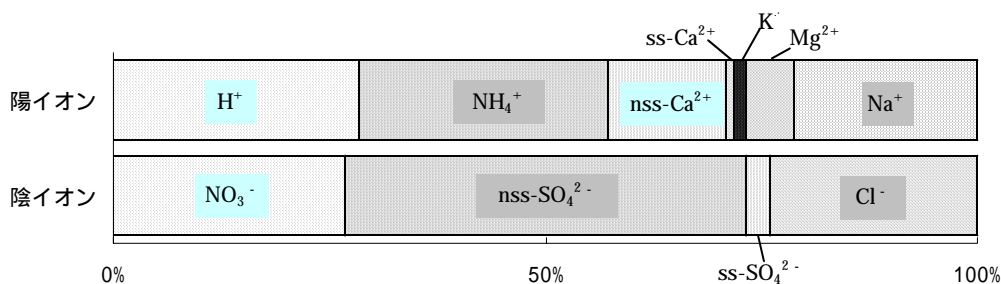 K⁺
ss-Ca²⁺ Mg²⁺
陽イオン H⁺ NH₄⁺ nss-Ca²⁺ Na⁺
陰イオン NO₃⁻ nss-SO₄²⁻ Cl⁻
ss-SO₄²⁻
0% 50% 100%